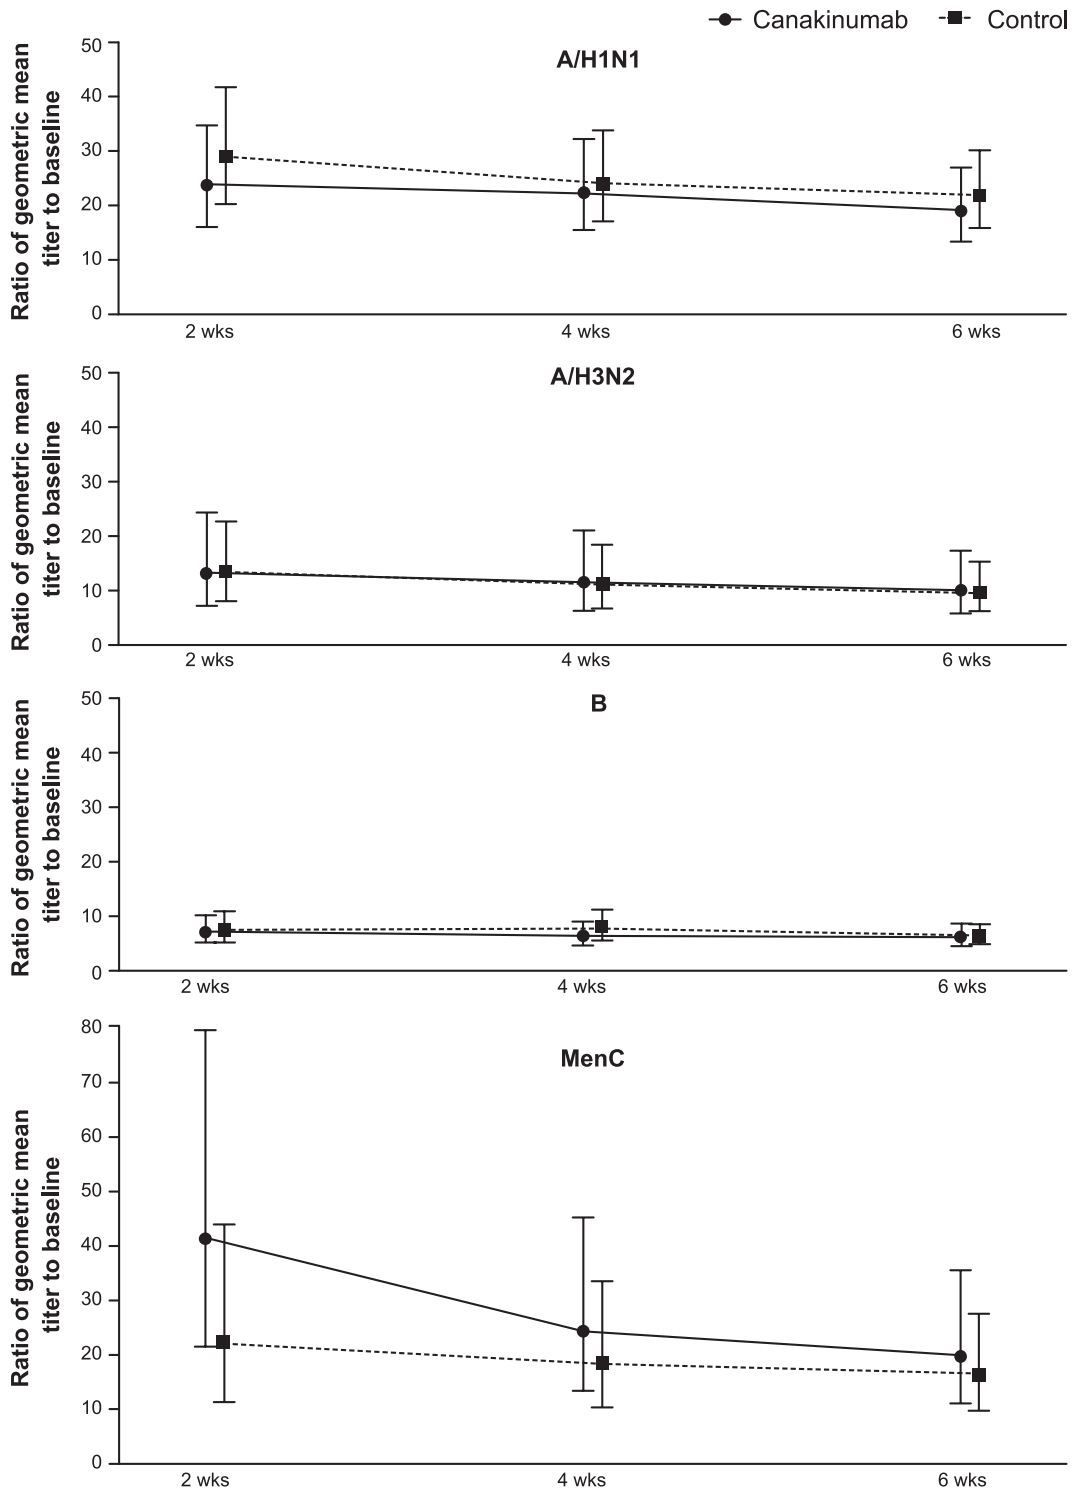 Canakinumab Control
A/H1N1
Ratio of geometric mean
titer to baseline
50
40
30
20
10
0
2 wks 4 wks 6 wks
A/H3N2
Ratio of geometric mean
titer to baseline
50
40
30
20
10
0
2 wks 4 wks 6 wks
B
Ratio of geometric mean
titer to baseline
50
40
30
20
10
0
2 wks 4 wks 6 wks
MenC
Ratio of geometric mean
titer to baseline
80
70
60
50
40
30
20
10
0
2 wks 4 wks 6 wks